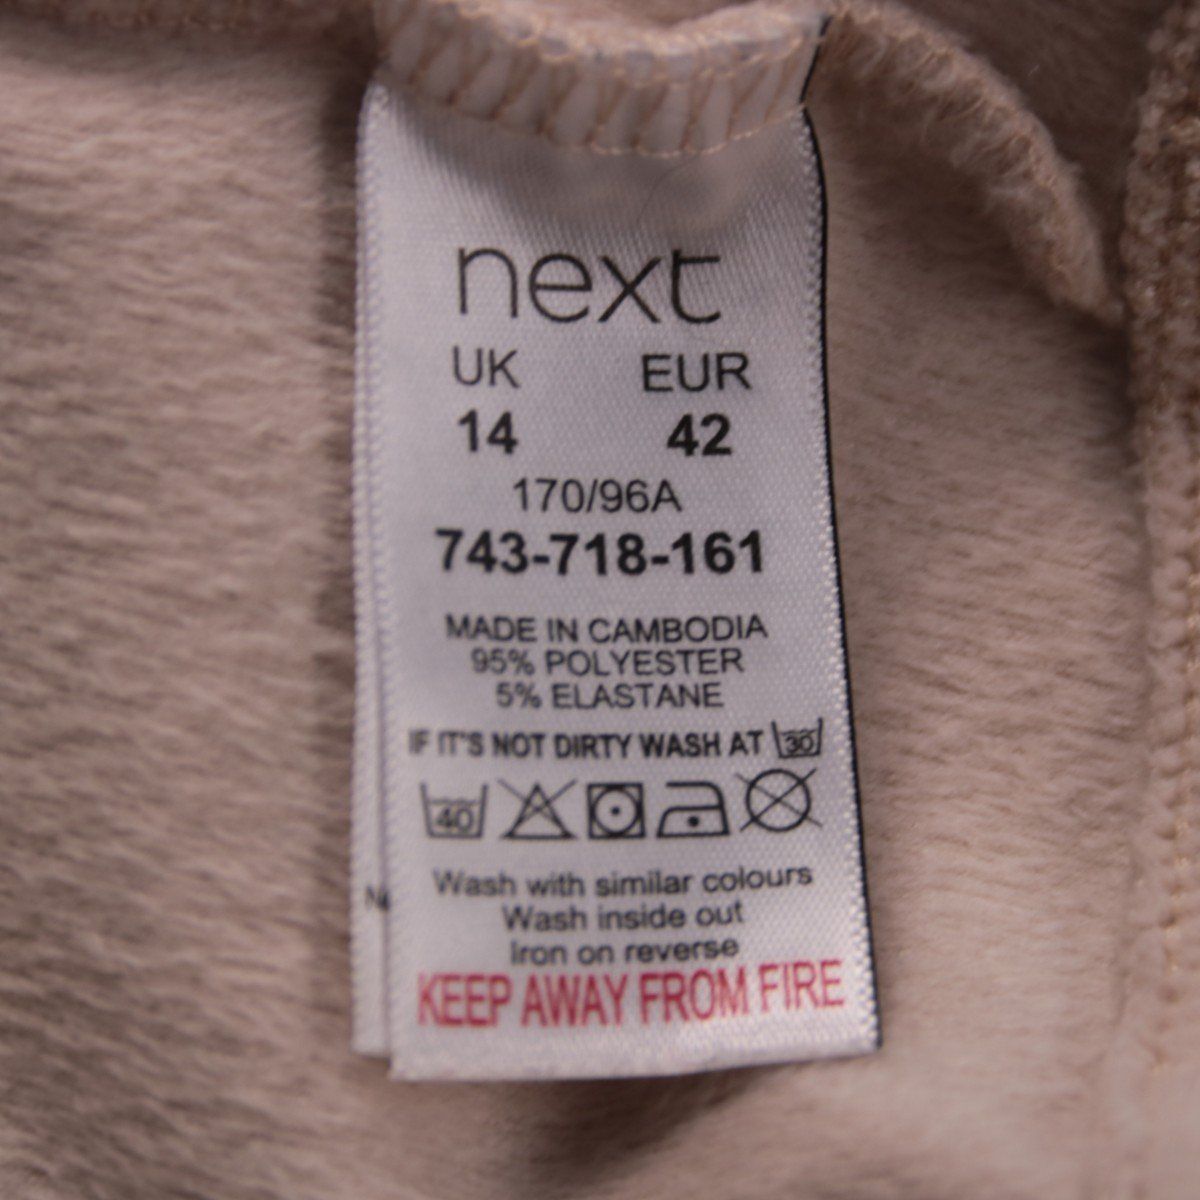 next
UK EUR
14 42
170/96A
743-718-161
MADE IN CAMBODIA
95% POLYESTER
5% ELASTANE
IF IT'S NOT DIRTY WASH AT 30
40
Wash with similar colours
Wash inside out
Iron on reverse
KEEP AWAY FROM FIRE